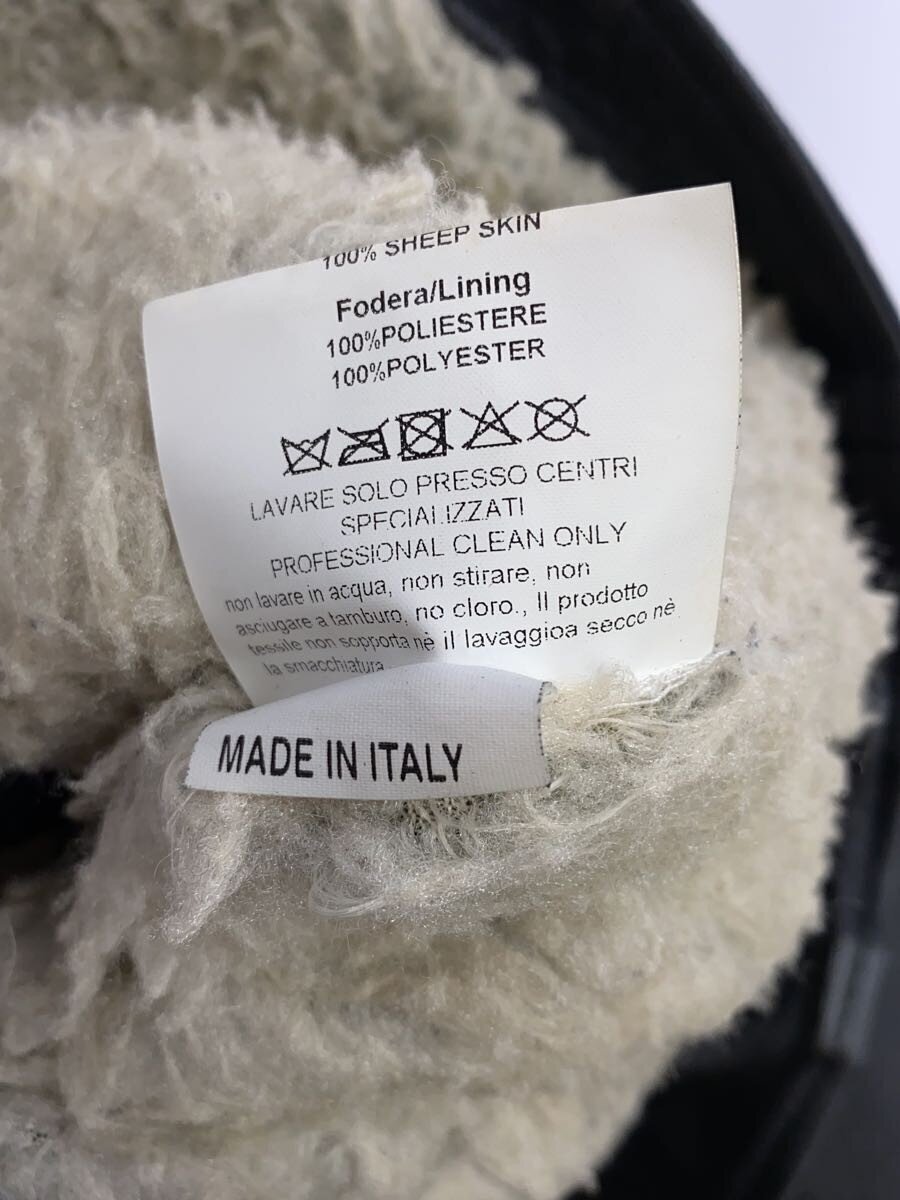 100% SHEEP SKIN
Fodera/Lining
100%POLIESTERE
100%POLYESTER
LAVARE SOLO PRESSO CENTRI
SPECIALIZZATI
PROFESSIONAL CLEAN ONLY
non lavare in acqua, non stirare, non
asciugare a tamburo, no cloro., Il prodotto
tessile non sopporta nè il lavaggioa secco nè
la smacchiatura
MADE IN ITALY